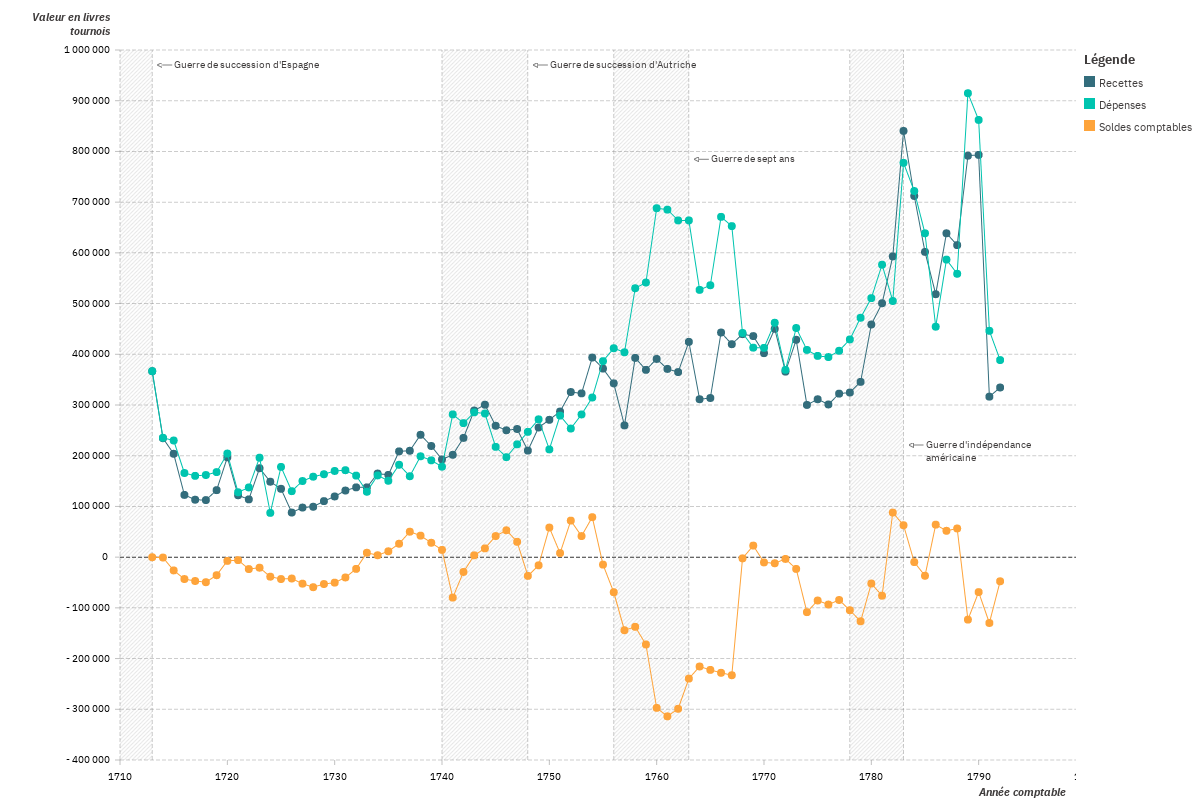 Valeur en livres
tournois
1 000 000
900 000
800 000
700 000
600 000
500 000
400 000
300 000
200 000
100 000
0
- 100 000
- 200 000
- 300 000
- 400 000
Guerre de succession d'Espagne
Guerre de succession d'Autriche
Guerre de sept ans
Guerre d'indépendance
américaine
1710
1720
1730
1740
1750
1760
1770
1780
1790
Année comptable
Légende
Recettes
Dépenses
Soldes comptables